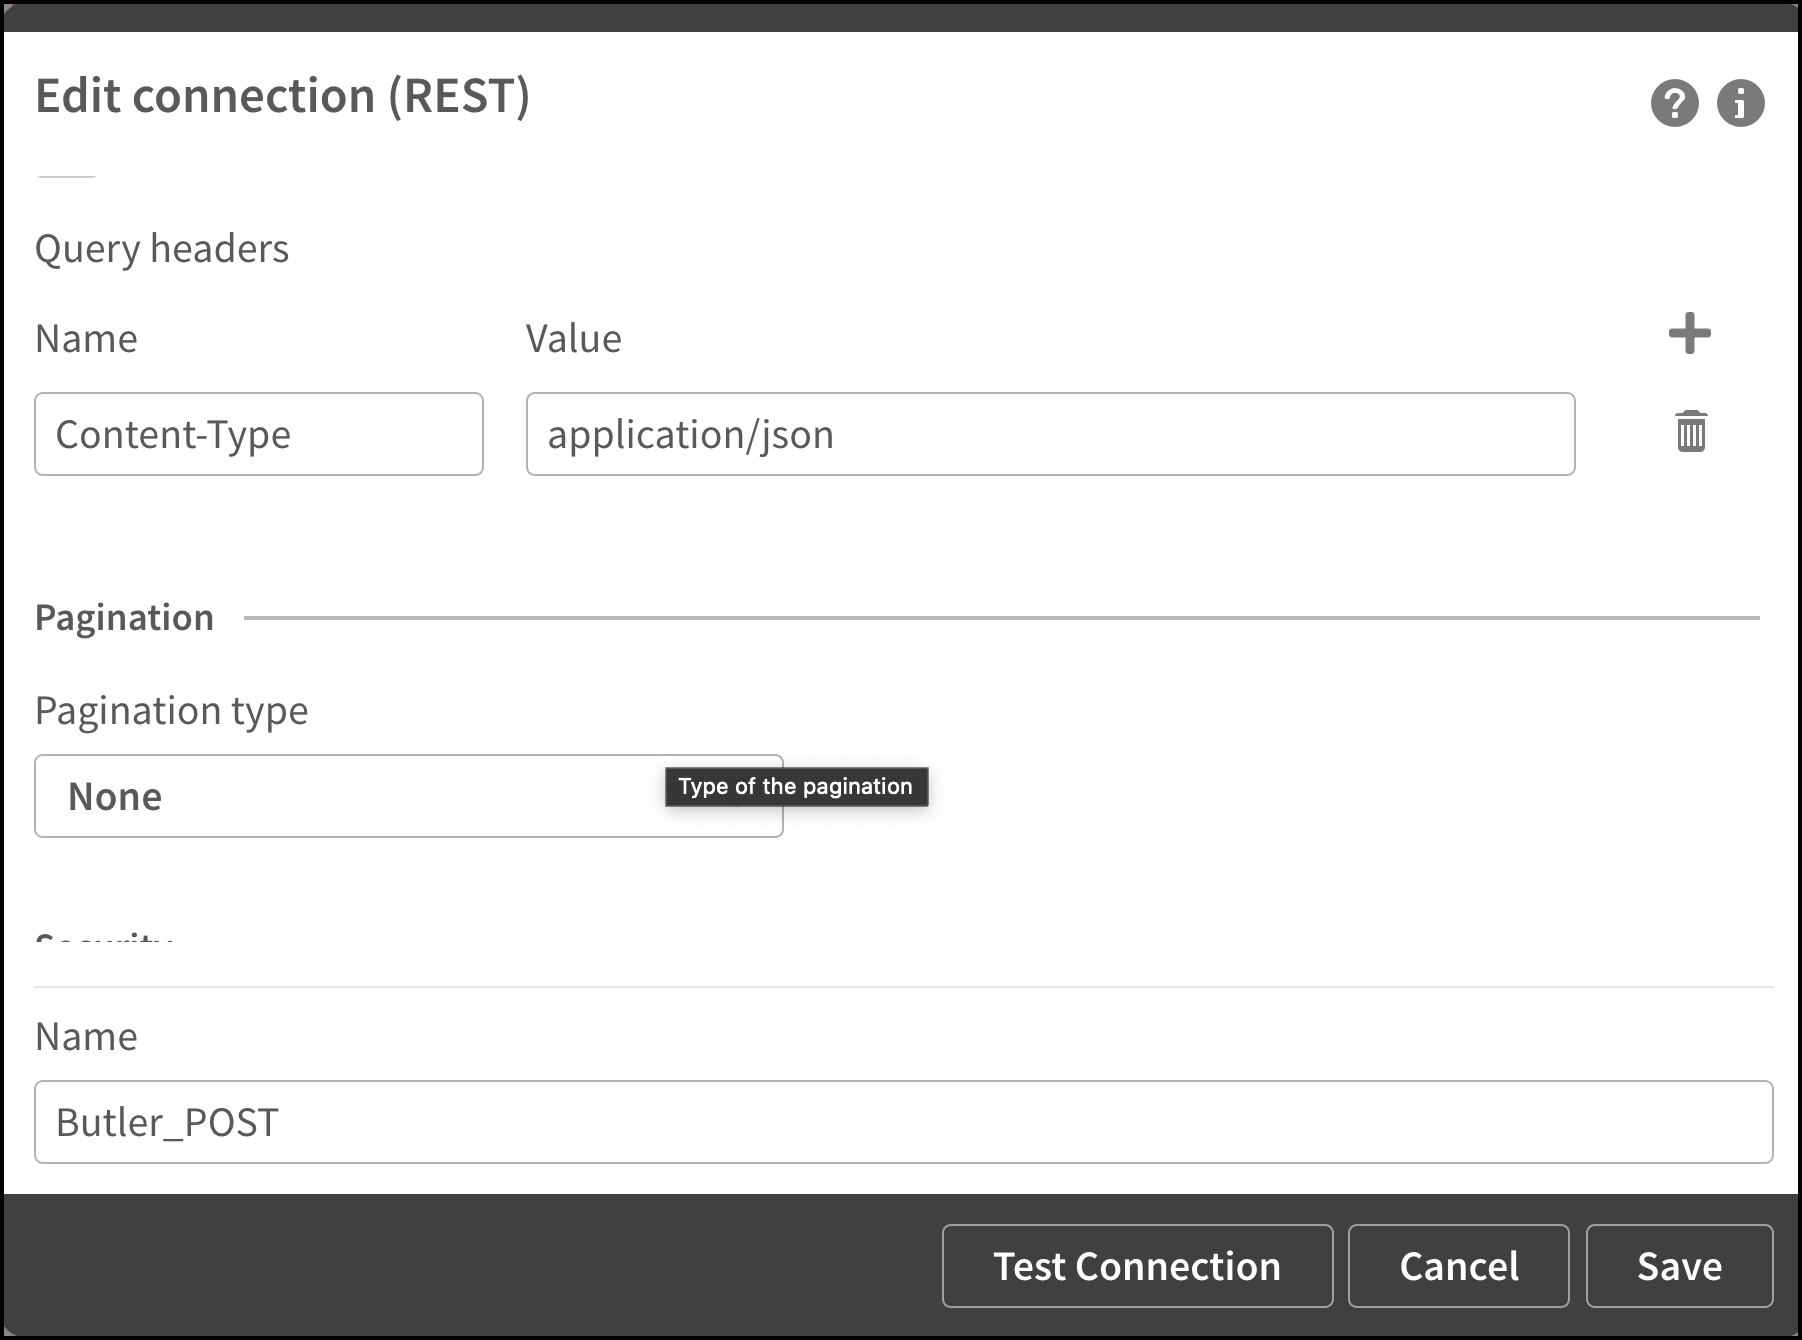 Edit connection (REST)
Query headers
Name Value
Content-Type application/json
Pagination
Pagination type
None
Type of the pagination
Security
Name
Butler_POST
Test Connection Cancel Save